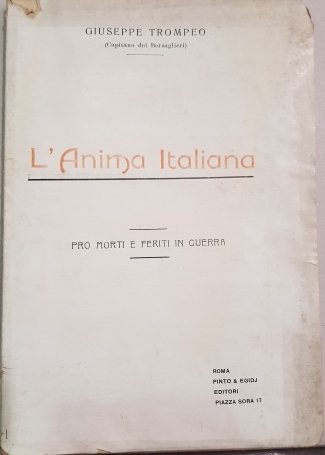 GIUSEPPE TROMPEO
(Capitano dei Bersaglieri)
L'Anima Italiana
PRO MORTI E FERITI IN GUERRA
ROMA
PINTO & EGIDJ
EDITORI
PIAZZA SORA 17